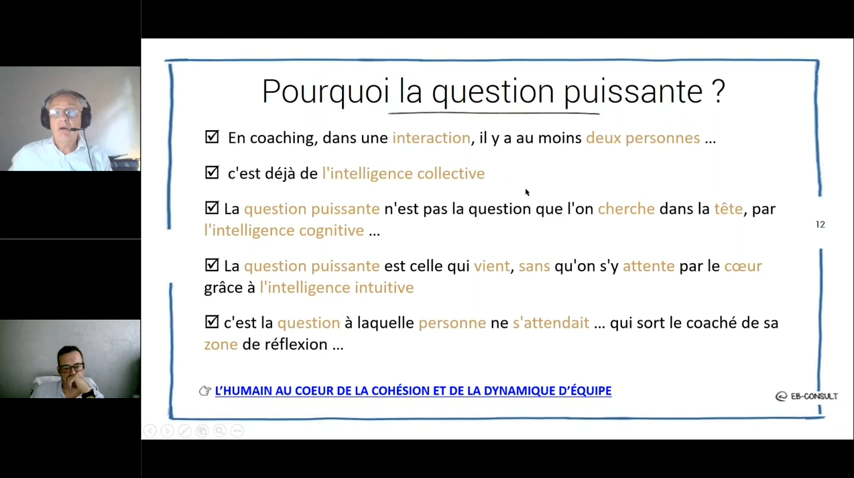 Pourquoi la question puissante ?
En coaching, dans une interaction, il y a au moins deux personnes ...
c'est déjà de l'intelligence collective
La question puissante n'est pas la question que l'on cherche dans la tête, par
l'intelligence cognitive ...
La question puissante est celle qui vient, sans qu'on s'y attente par le cœur
grâce à l'intelligence intuitive
c'est la question à laquelle personne ne s'attendait ... qui sort le coaché de sa
zone de réflexion ...
L'HUMAIN AU COEUR DE LA COHÉSION ET DE LA DYNAMIQUE D'ÉQUIPE
12
@ EB-CONSULT